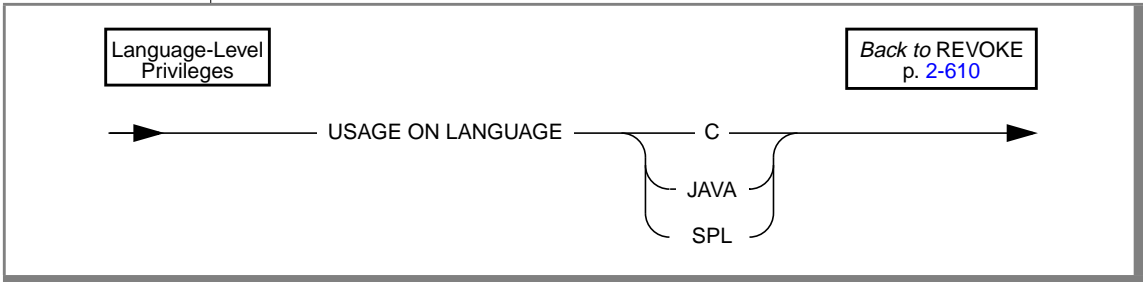 Language-Level
Privileges
Back to REVOKE
p. 2-610
USAGE ON LANGUAGE
C
JAVA
SPL